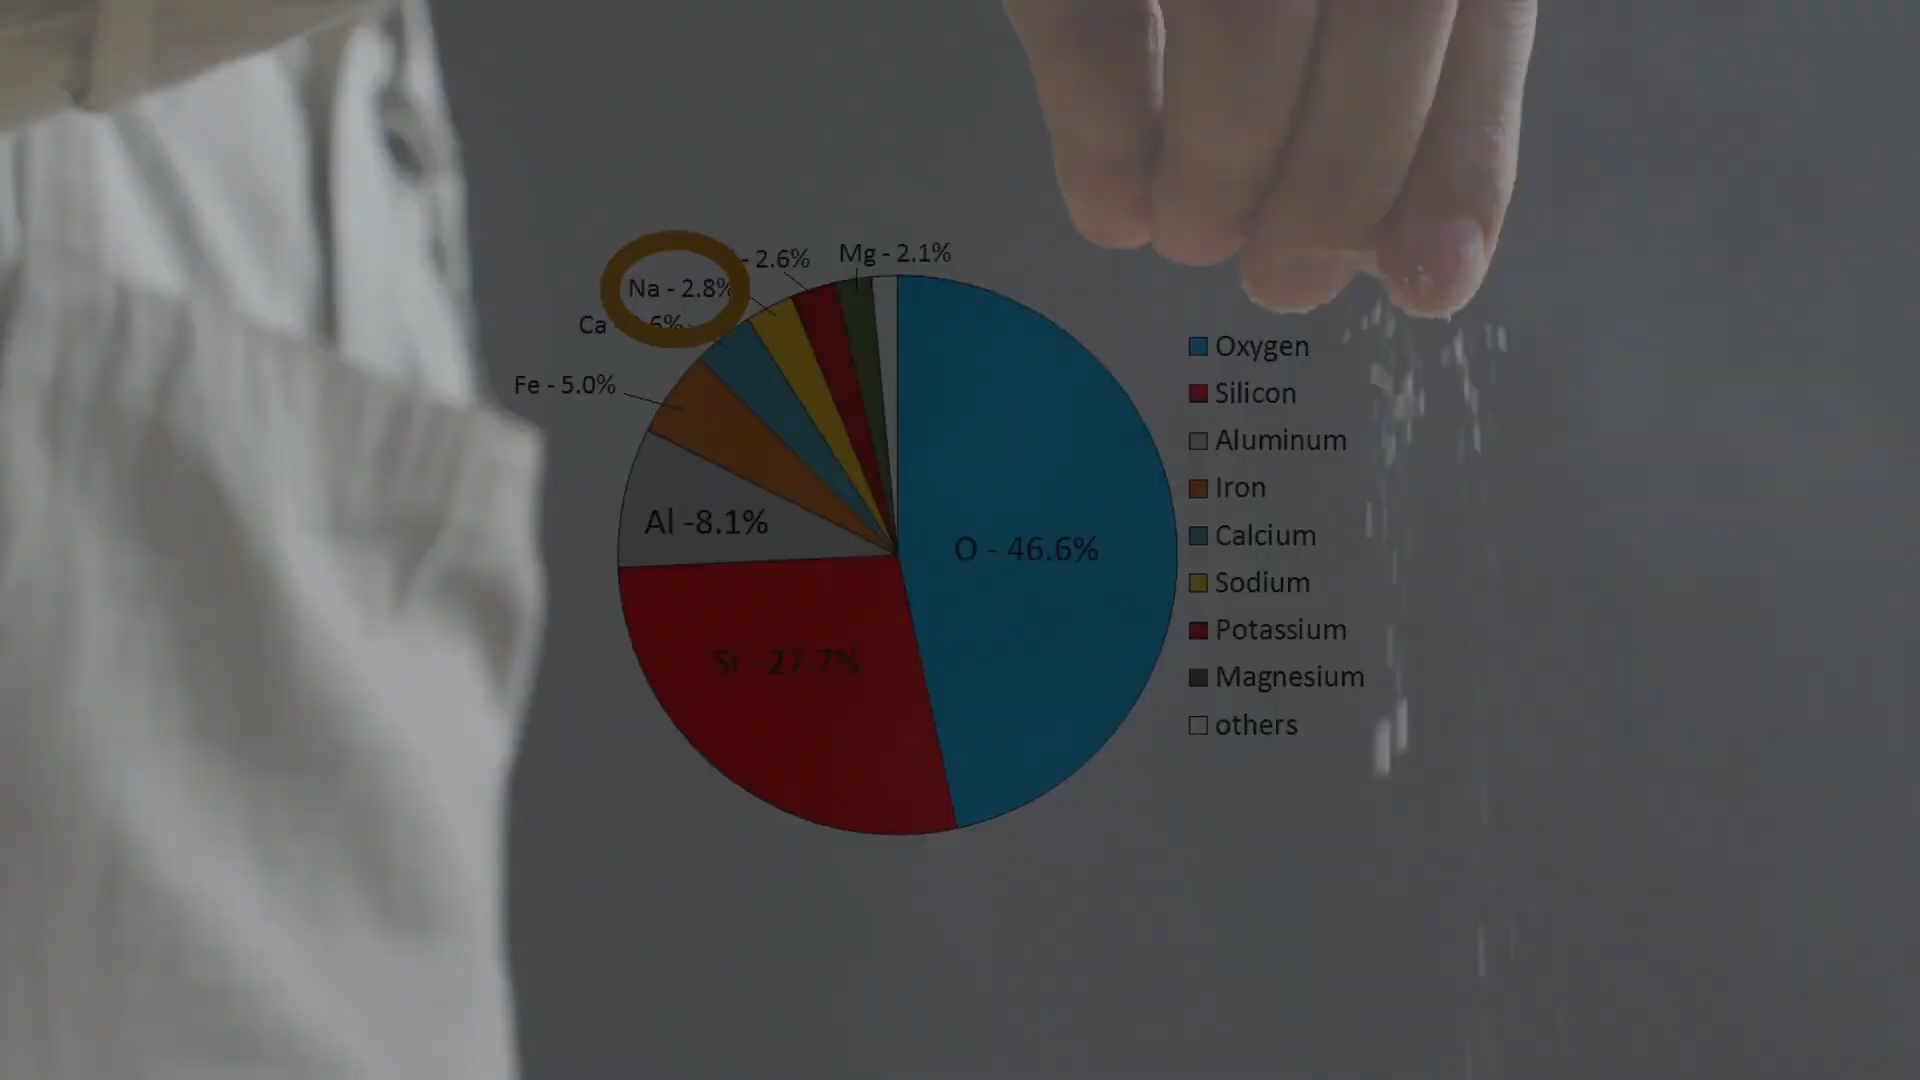 - 2.6%
Mg - 2.1%
Na - 2.8%
Ca
6%
Fe - 5.0%
Al -8.1%
O - 46.6%
Si - 27.7%
Oxygen
Silicon
Aluminum
Iron
Calcium
Sodium
Potassium
Magnesium
others